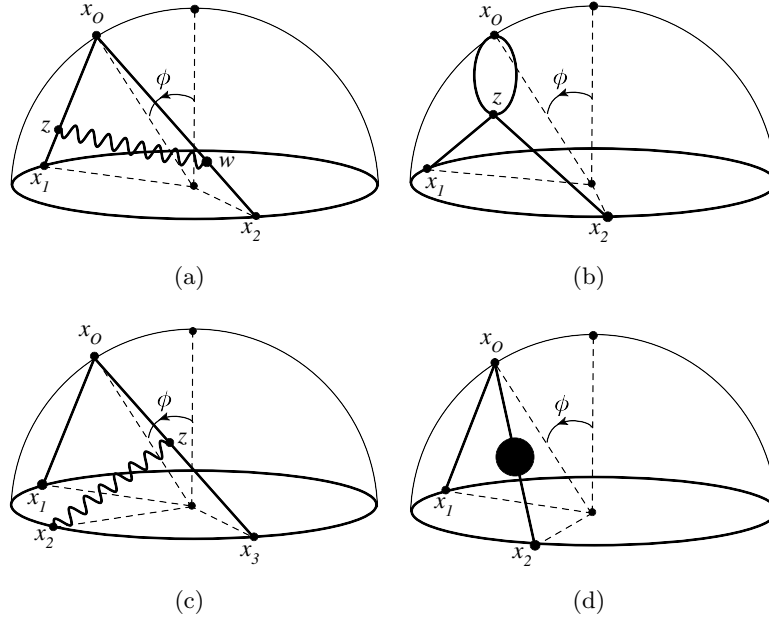 x_O x_O
ϕ ϕ
z z
w
x_1 x_1
x_2 x_2
(a) (b)
x_O x_O
ϕ ϕ
z
x_1 x_1
x_2 x_3 x_2
(c) (d)